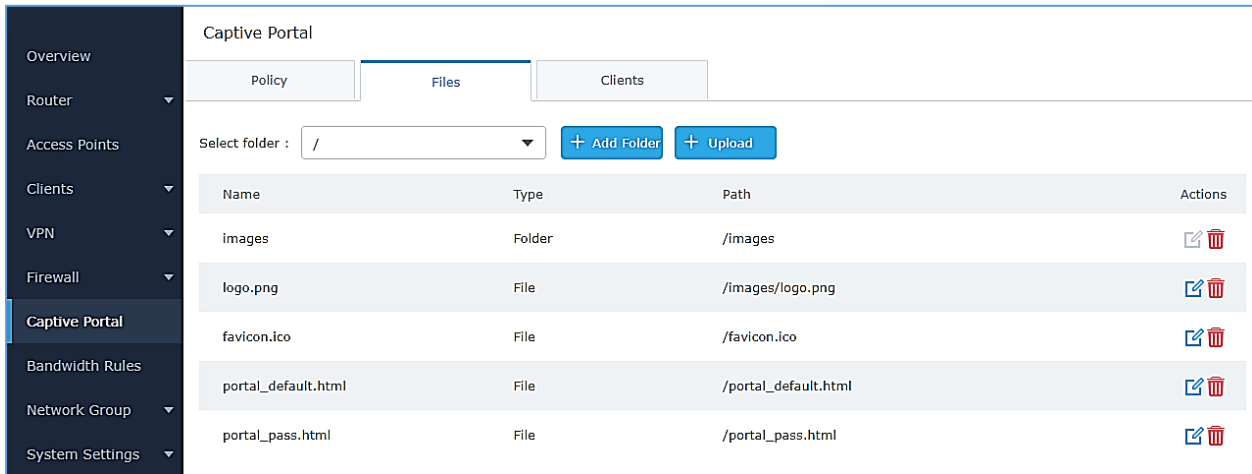 Captive Portal
Overview
Router
Access Points
Clients
VPN
Firewall
Captive Portal
Bandwidth Rules
Network Group
System Settings
Policy Files Clients
Select folder : / + Add Folder + Upload
Name Type Path Actions
images Folder /images
logo.png File /images/logo.png
favicon.ico File /favicon.ico
portal_default.html File /portal_default.html
portal_pass.html File /portal_pass.html